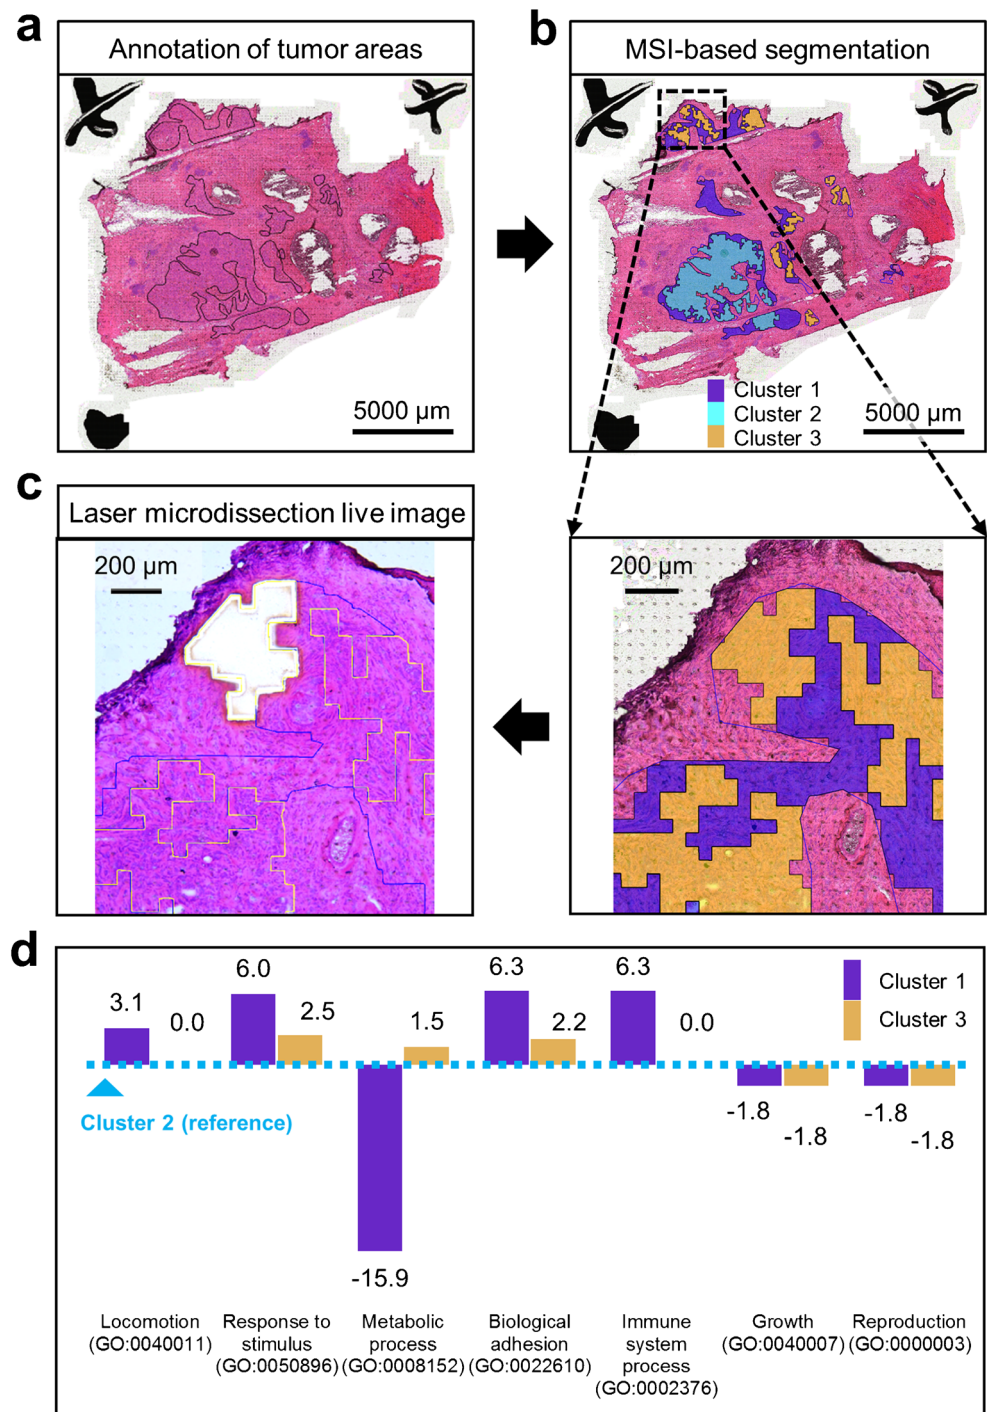 a
Annotation of tumor areas
5000 µm
b
MSI-based segmentation
Cluster 1
Cluster 2
Cluster 3
5000 µm
c
Laser microdissection live image
200 µm
200 µm
d
3.1
0.0
6.0
2.5
-15.9
1.5
6.3
2.2
6.3
0.0
-1.8
-1.8
-1.8
-1.8
Cluster 1
Cluster 3
Cluster 2 (reference)
Locomotion
(GO:0040011)
Response to
stimulus
(GO:0050896)
Metabolic
process
(GO:0008152)
Biological
adhesion
(GO:0022610)
Immune
system
process
(GO:0002376)
Growth
(GO:0040007)
Reproduction
(GO:0000003)